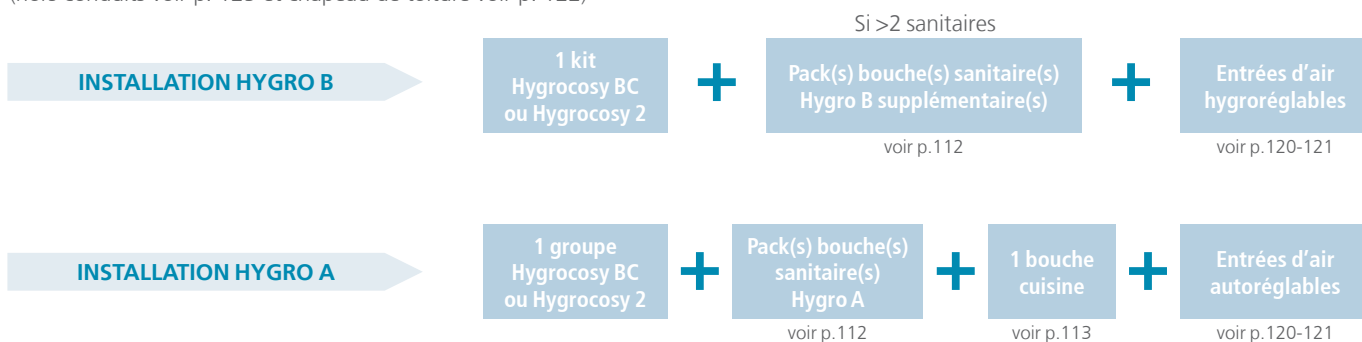 Si >2 sanitaires
INSTALLATION HYGRO B
1 kit
Hygrocosy BC
ou Hygrocosy 2
+
Pack(s) bouche(s) sanitaire(s)
Hygro B supplémentaire(s)
voir p.112
+
Entrées d'air
hygroréglables
voir p.120-121
INSTALLATION HYGRO A
1 groupe
Hygrocosy BC
ou Hygrocosy 2
+
Pack(s) bouche(s)
sanitaire(s)
Hygro A
voir p.112
+
1 bouche
cuisine
voir p.113
+
Entrées d'air
autoréglables
voir p.120-121